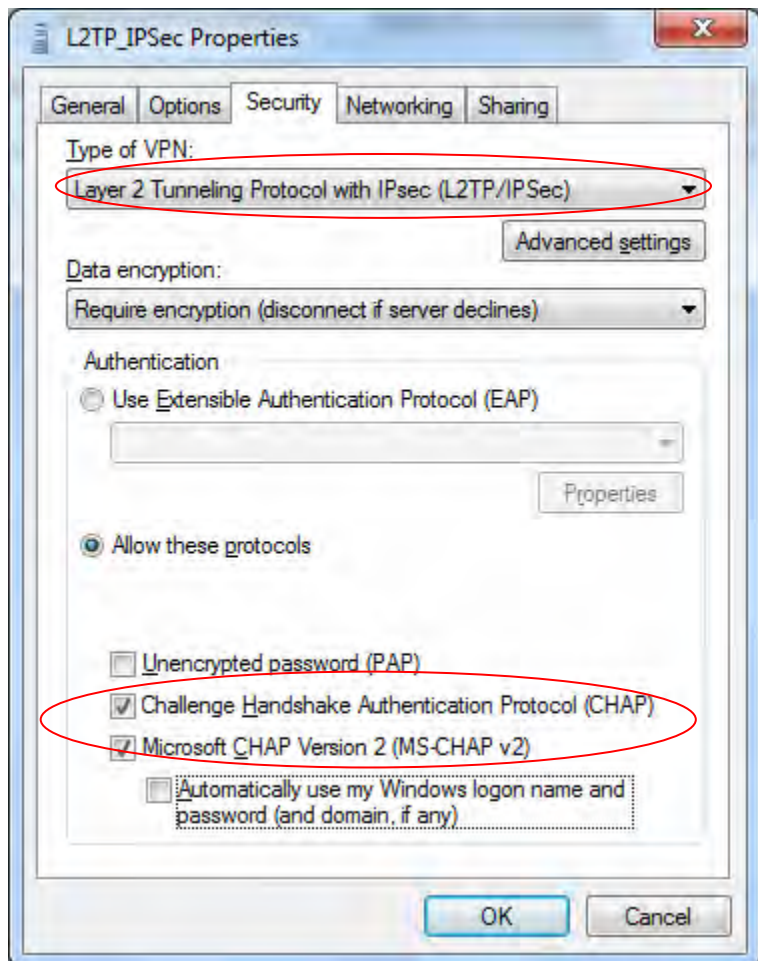 L2TP_IPSec Properties
General Options Security Networking Sharing
Type of VPN:
Layer 2 Tunneling Protocol with IPsec (L2TP/IPSec)
Advanced settings
Data encryption:
Require encryption (disconnect if server declines)
Authentication
Use Extensible Authentication Protocol (EAP)
Properties
Allow these protocols
Unencrypted password (PAP)
Challenge Handshake Authentication Protocol (CHAP)
Microsoft CHAP Version 2 (MS-CHAP v2)
Automatically use my Windows logon name and
password (and domain, if any)
OK Cancel